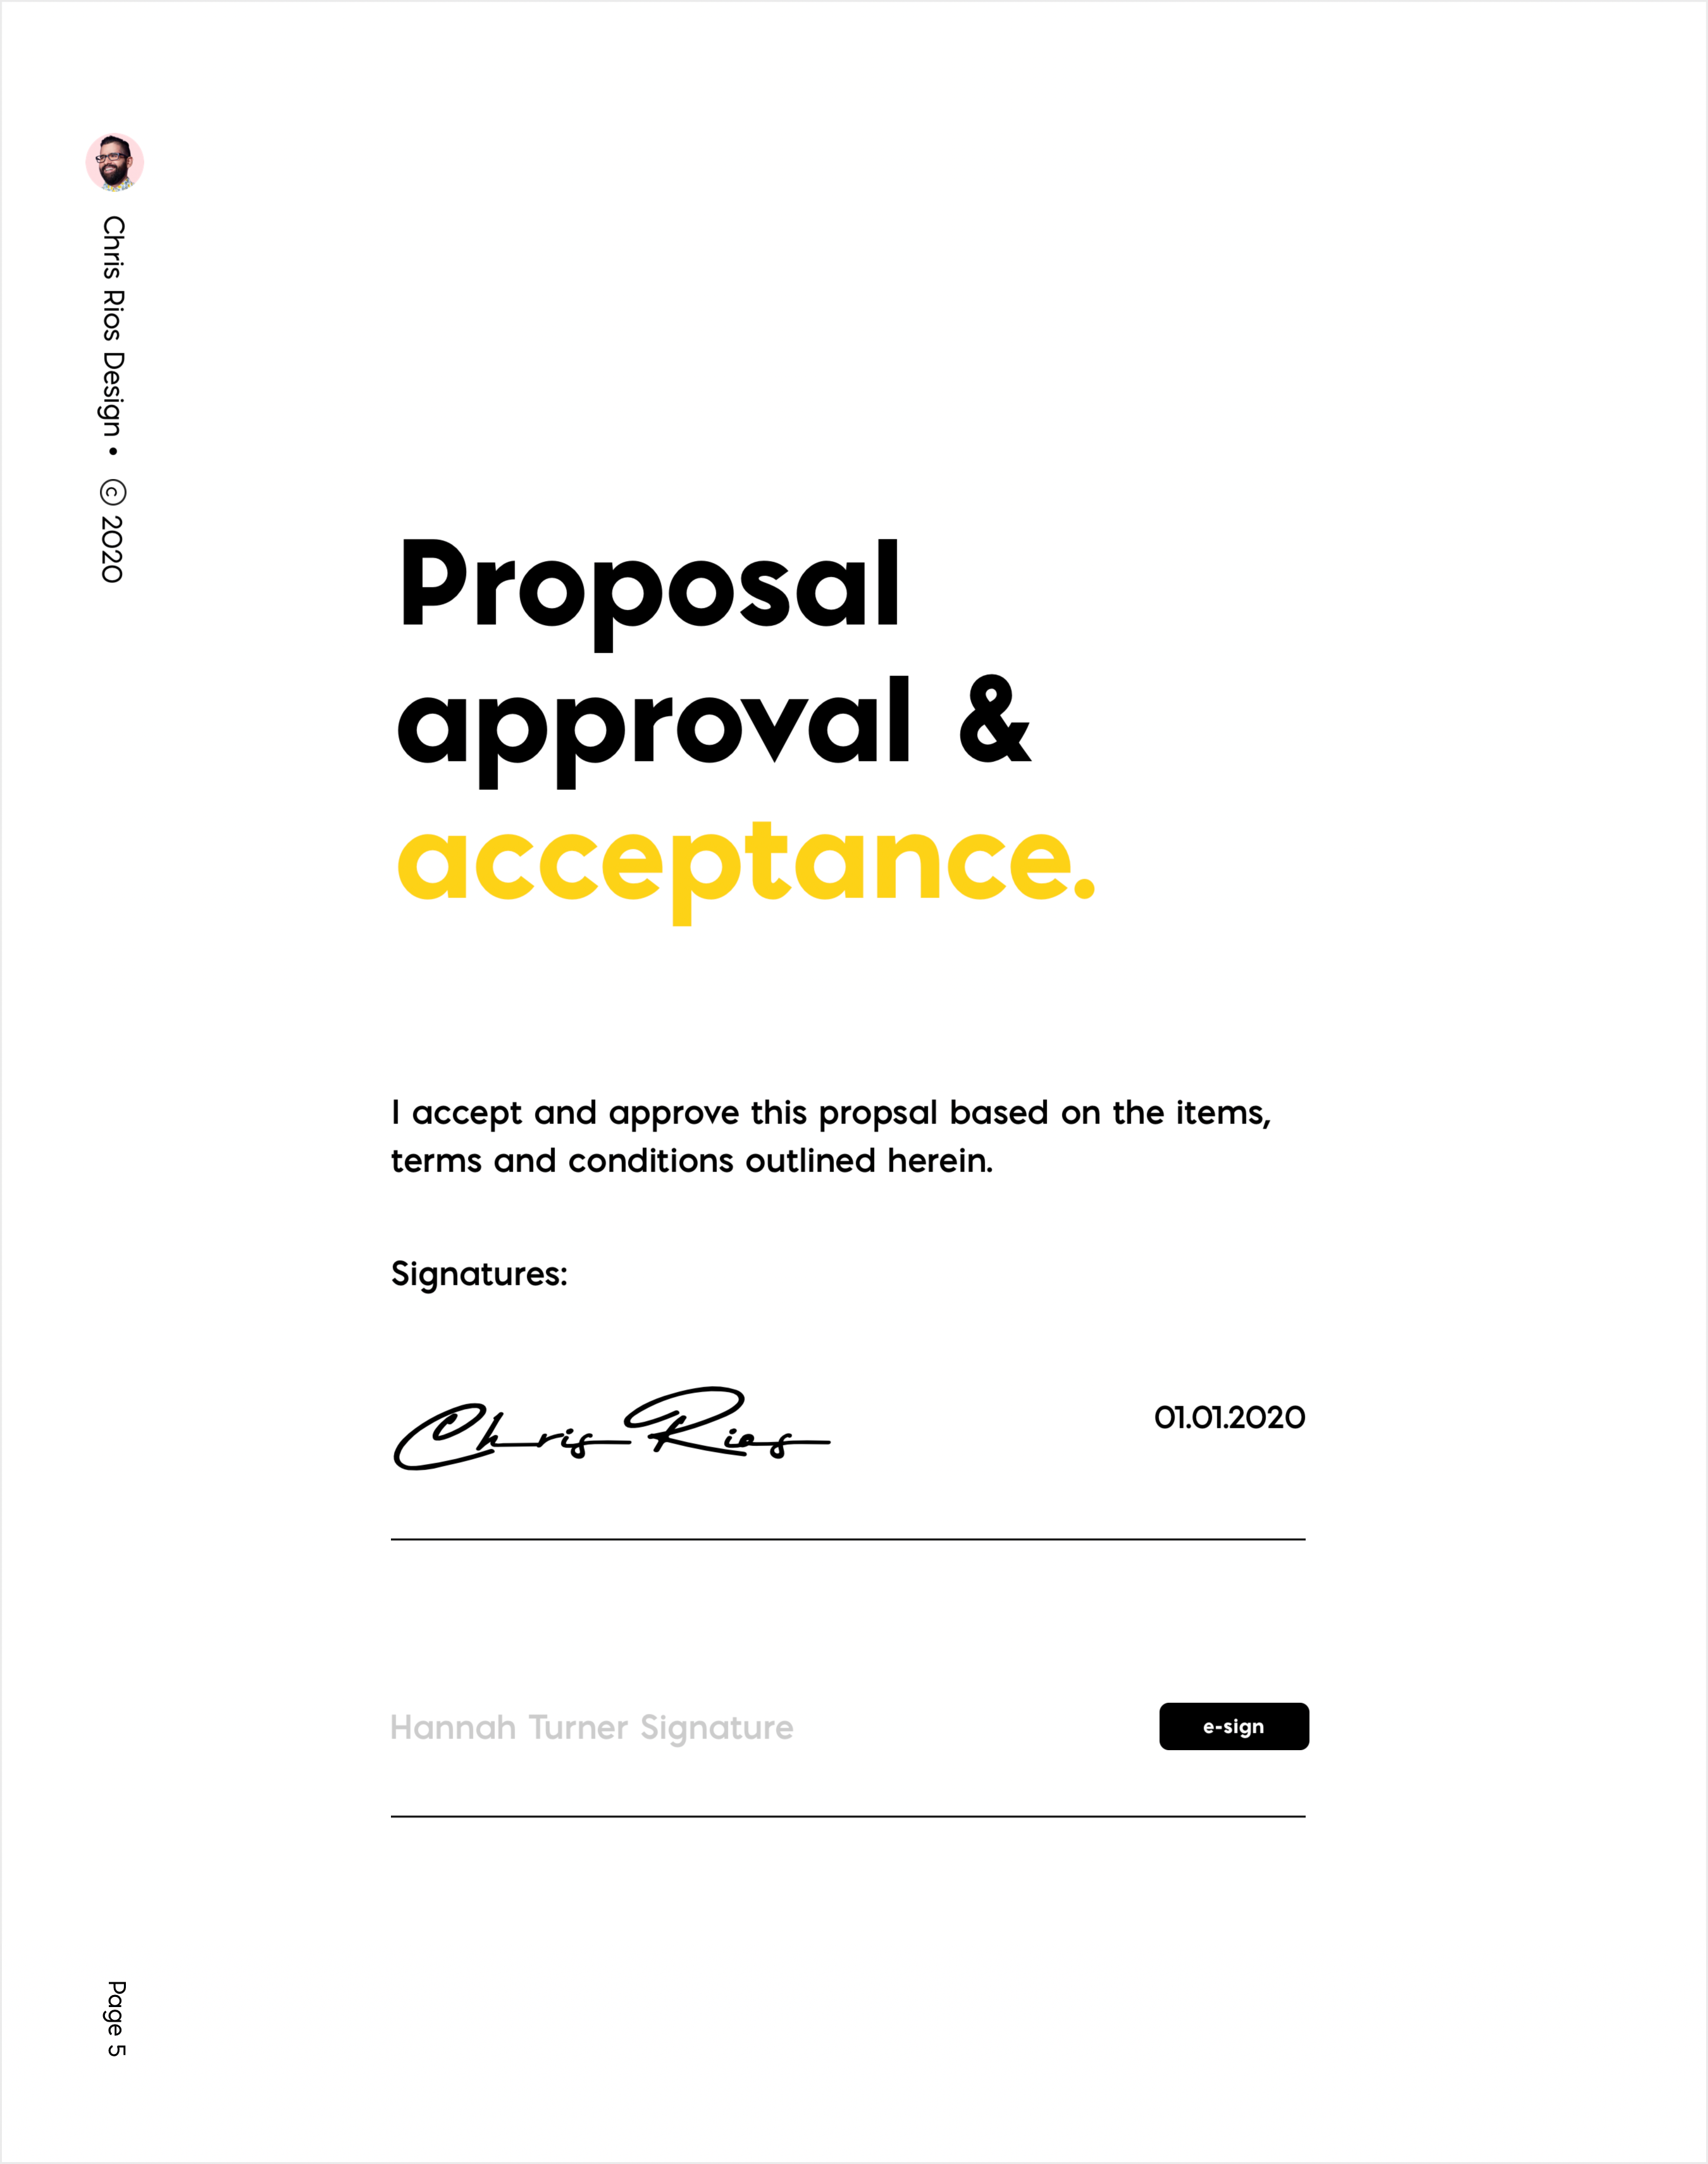 Chris Rios Design • © 2020
Proposal
approval &
acceptance.
I accept and approve this propsal based on the items,
terms and conditions outlined herein.
Signatures:
Chris Rios
01.01.2020
Hannah Turner Signature
e-sign
Page 5